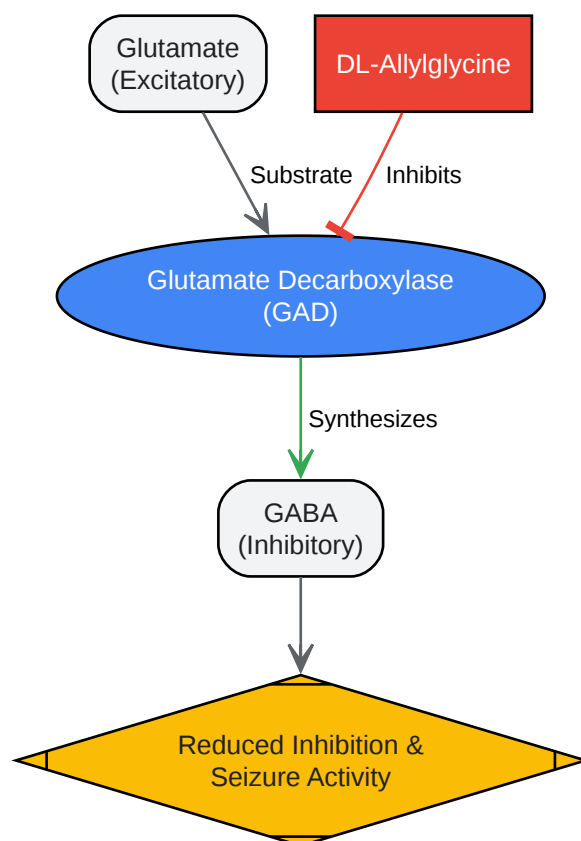 Glutamate
(Excitatory)
DL-Allylglycine
Substrate
Inhibits
Glutamate Decarboxylase
(GAD)
Synthesizes
GABA
(Inhibitory)
Reduced Inhibition &
Seizure Activity